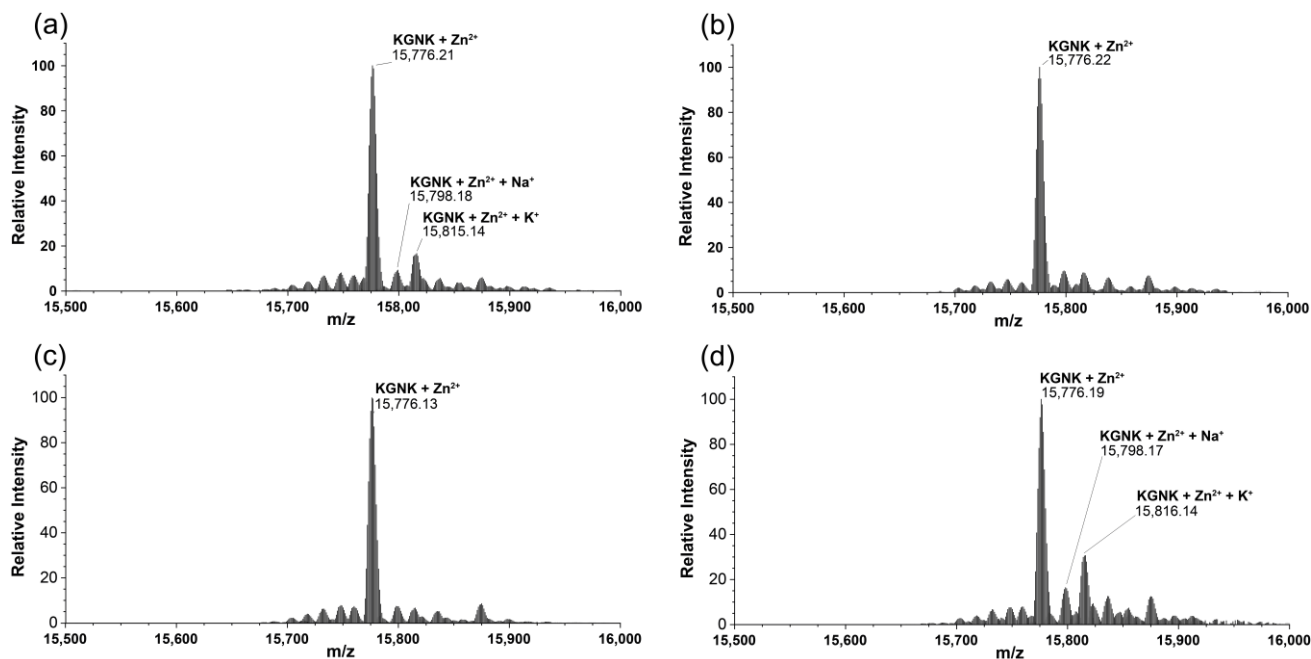 (a)
KGNK + Zn²⁺
15,776.21
KGNK + Zn²⁺ + Na⁺
15,798.18
KGNK + Zn²⁺ + K⁺
15,815.14
Relative Intensity
100
80
60
40
20
0
15,500 15,600 15,700 15,800 15,900 16,000
m/z
(b)
KGNK + Zn²⁺
15,776.22
Relative Intensity
100
80
60
40
20
0
15,500 15,600 15,700 15,800 15,900 16,000
m/z
(c)
KGNK + Zn²⁺
15,776.13
Relative Intensity
100
80
60
40
20
0
15,500 15,600 15,700 15,800 15,900 16,000
m/z
(d)
KGNK + Zn²⁺
15,776.19
KGNK + Zn²⁺ + Na⁺
15,798.17
KGNK + Zn²⁺ + K⁺
15,816.14
Relative Intensity
100
80
60
40
20
0
15,500 15,600 15,700 15,800 15,900 16,000
m/z